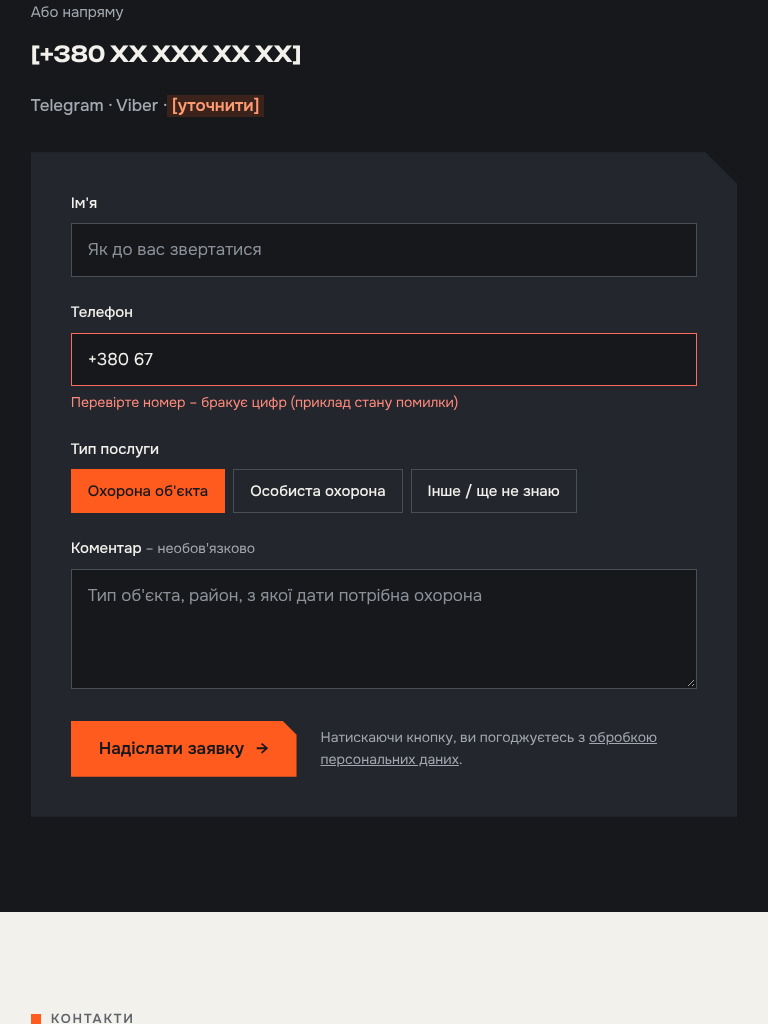 Або напряму
[+380 XX XXX XX XX]
Telegram · Viber · [уточнити]
Ім'я
Як до вас звертатися
Телефон
+380 67
Перевірте номер – бракує цифр (приклад стану помилки)
Тип послуги
Охорона об'єкта
Особиста охорона
Інше / ще не знаю
Коментар – необов'язково
Тип об'єкта, район, з якої дати потрібна охорона
Надіслати заявку →
Натискаючи кнопку, ви погоджуєтесь з обробкою
персональних даних.
КОНТАКТИ